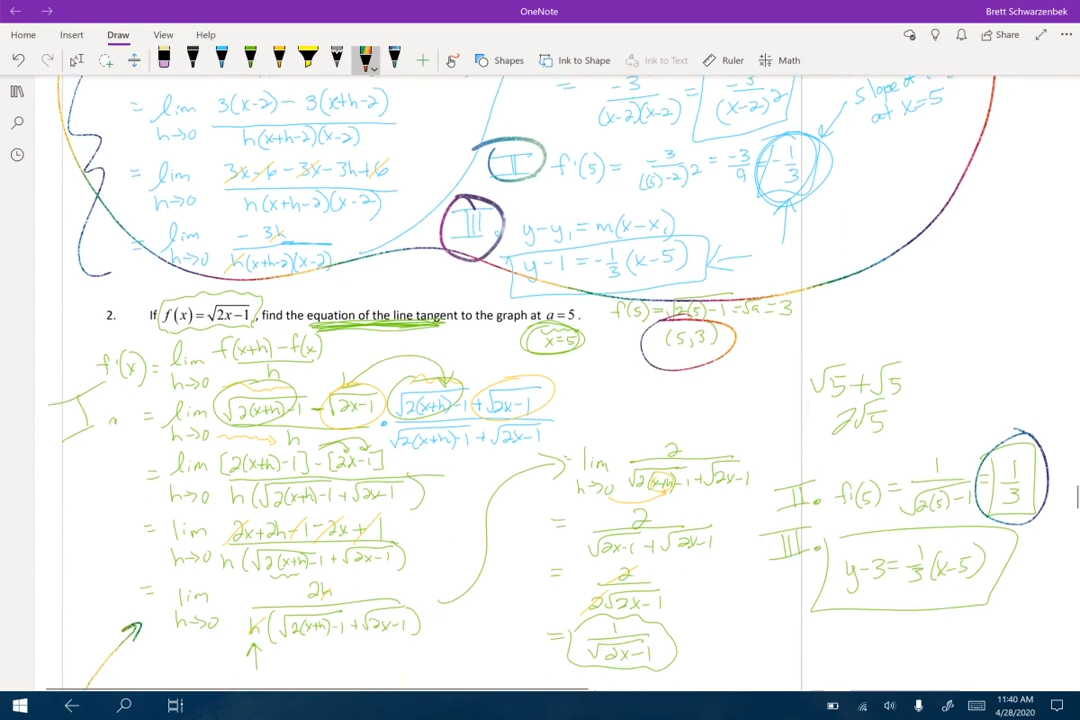 OneNote
Brett Schwarzenbek
Home Insert Draw View Help
Share
Shapes Ink to Shape Ink to Text Ruler Math
= lim h→0 3(x-2) - 3(x+h-2) / h(x+h-2)(x-2)
= lim h→0 3x-6-3x-3h+6 / h(x+h-2)(x-2)
= lim h→0 -3h / h(x+h-2)(x-2)
= -3 / (x-2)(x-2) = -3 / (x-2)²
slope at
at x=5
II f'(5) = -3 / ((5)-2)² = -3/9 = -1/3
III. y-y₁ = m(x-x₁)
y-1 = -1/3 (x-5)
2. If f(x)=√2x-1, find the equation of the line tangent to the graph at a=5.
x=5
f(5)=√2(5)-1=√9=3
(5,3)
I.
f'(x) = lim h→0 f(x+h)-f(x) / h
= lim h→0 √2(x+h)-1 - √2x-1 / h · √2(x+h)-1 + √2x-1 / √2(x+h)-1 + √2x-1
= lim h→0 [2(x+h)-1] - [2x-1] / h(√2(x+h)-1 + √2x-1)
= lim h→0 2x+2h-1-2x+1 / h(√2(x+h)-1 + √2x-1)
= lim h→0 2h / h(√2(x+h)-1 + √2x-1)
= lim h→0 2 / √2(x+h)-1 + √2x-1
= 2 / √2x-1 + √2x-1
= 2 / 2√2x-1
= 1 / √2x-1
√5+√5
2√5
II. f'(5) = 1 / √2(5)-1 = 1/3
III. y-3 = 1/3 (x-5)
11:40 AM
4/28/2020